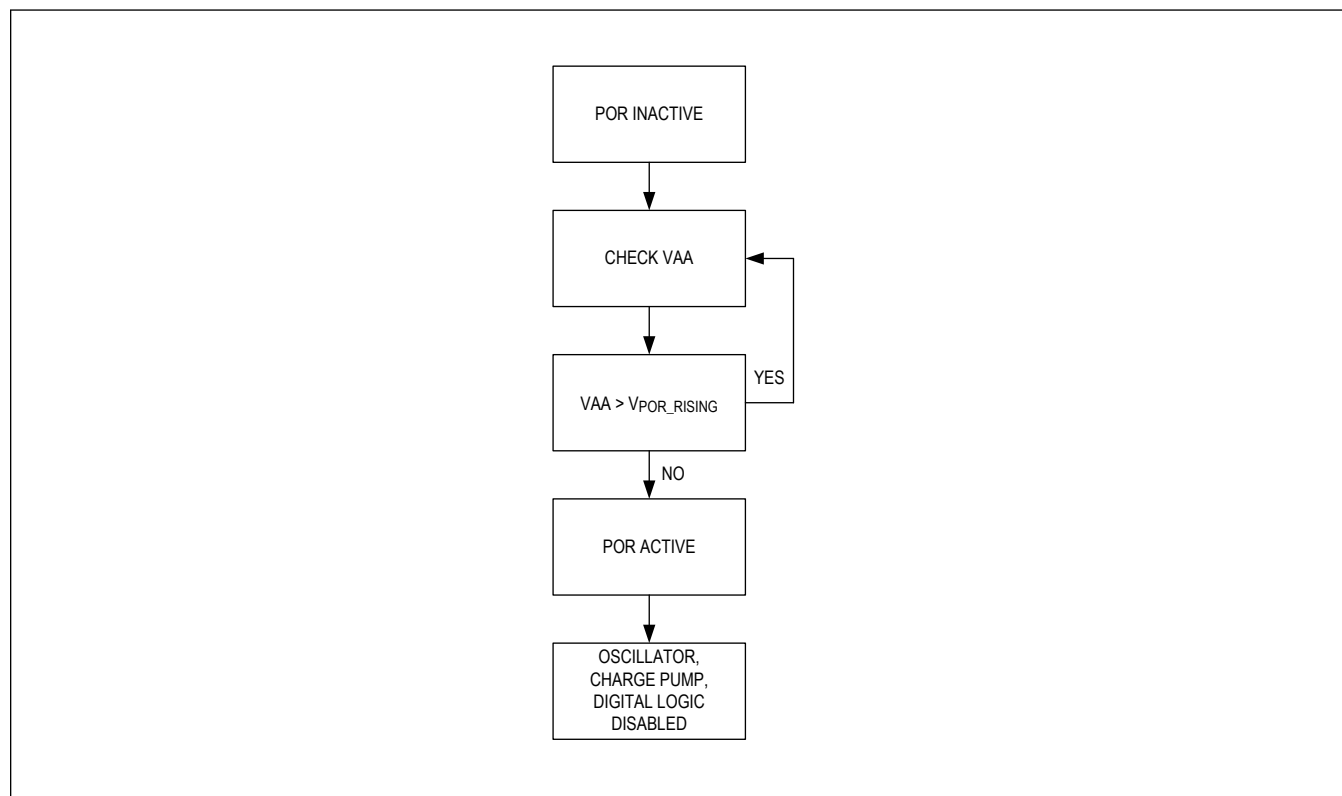 POR INACTIVE
CHECK VAA
YES
VAA > VPOR_RISING
NO
POR ACTIVE
OSCILLATOR,
CHARGE PUMP,
DIGITAL LOGIC
DISABLED